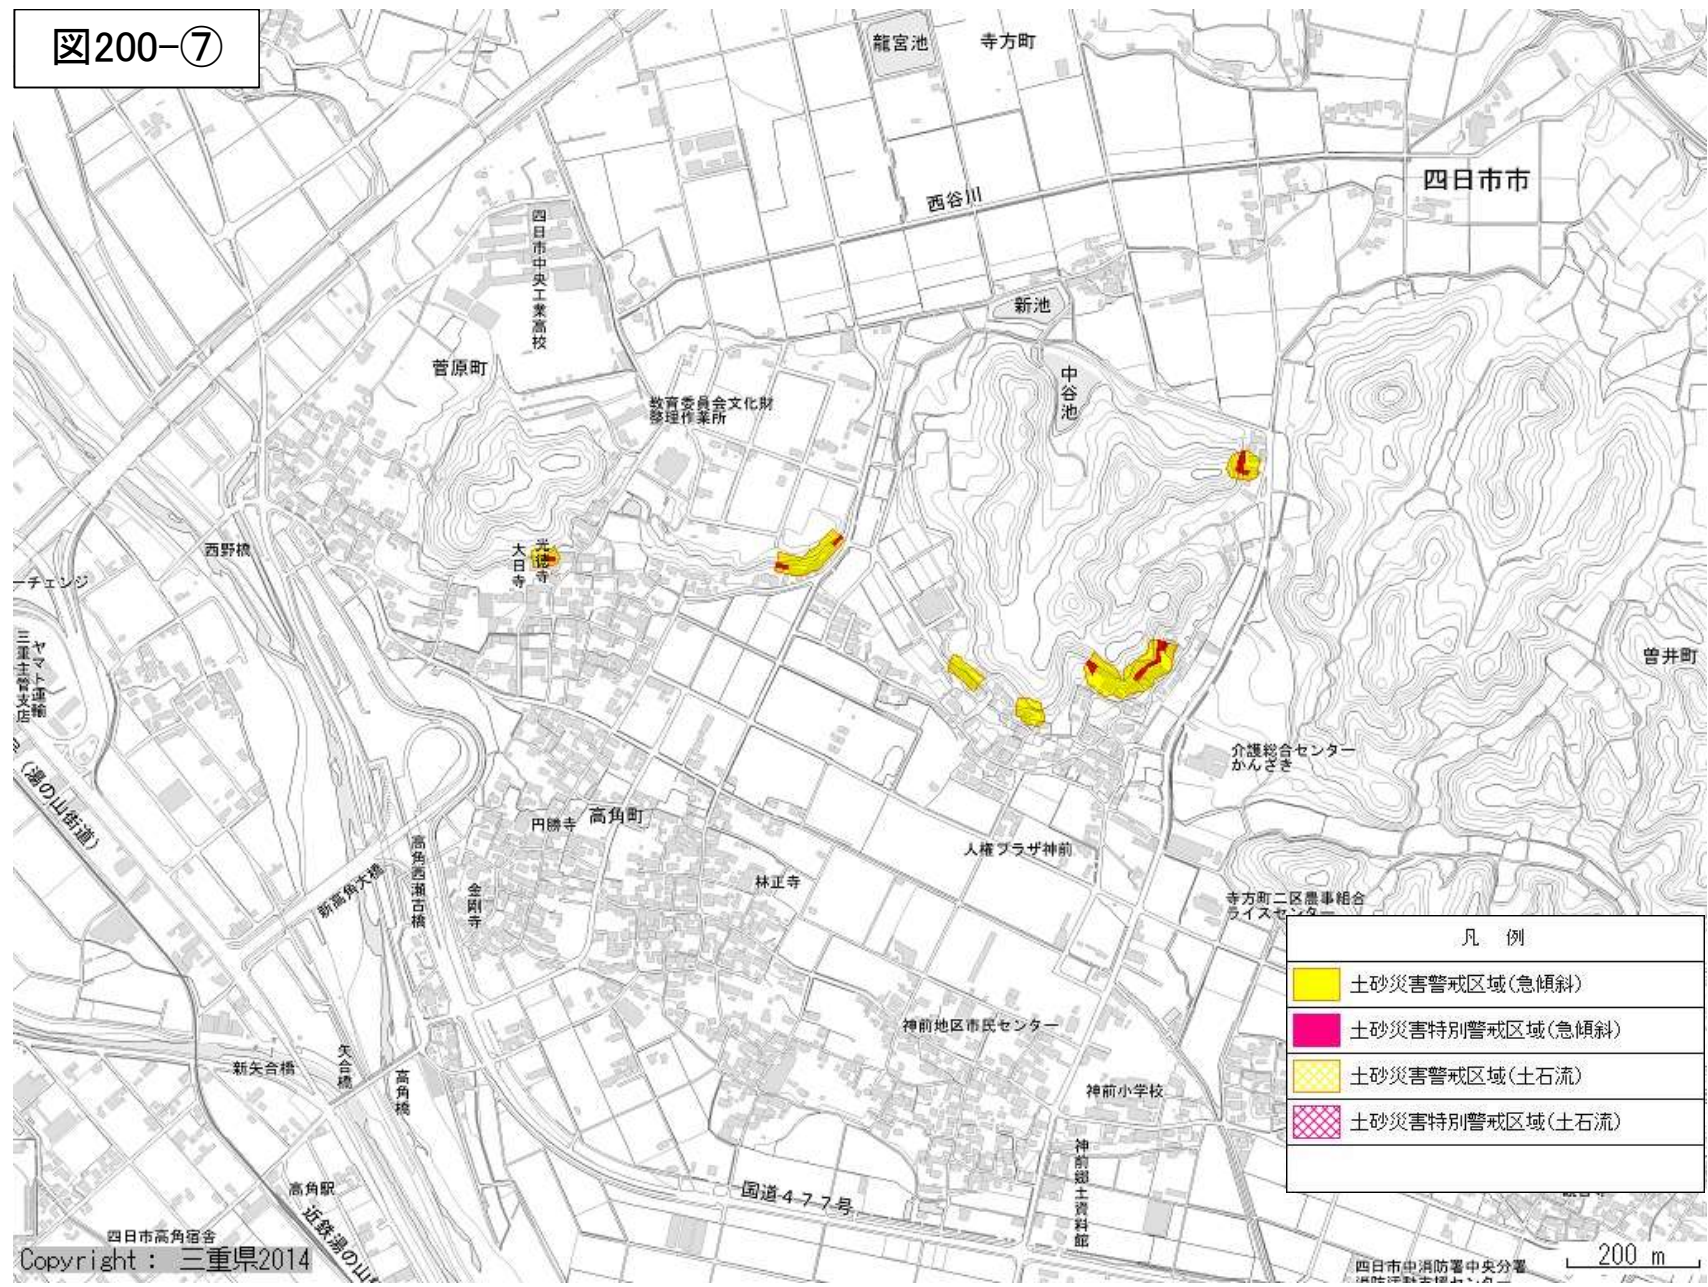 図200-⑦
龍宮池
寺方町
四日市市
西谷川
四日市中央工業高校
新池
菅原町
中谷池
教育委員会文化財
整理作業所
西野橋
光徳寺
大日寺
ーチェンジ
ヤマト運輸
三重主管支店
曽井町
介護総合センター
かんざき
(湯の山街道)
円勝寺
高角町
人権プラザ神前
高角西瀬古橋
新高角大橋
金剛寺
林正寺
寺方町二区農事組合
ライスセンター
凡 例
土砂災害警戒区域(急傾斜)
土砂災害特別警戒区域(急傾斜)
土砂災害警戒区域(土石流)
土砂災害特別警戒区域(土石流)
神前地区市民センター
新矢合橋
矢合橋
高角橋
神前小学校
神前郷土資料館
国道477号
高角駅
近鉄湯の山
四日市高角宿舎
Copyright : 三重県2014
200 m
四日市中消防署中央分署
消防活動支援センター